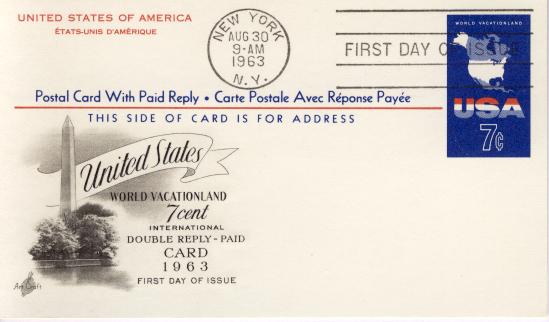 UNITED STATES OF AMERICA
ÉTATS-UNIS D'AMÉRIQUE
NEW YORK
AUG 30
9-AM
1963
N.Y.
FIRST DAY OF ISSUE
WORLD VACATIONLAND
USA
7¢
Postal Card With Paid Reply • Carte Postale Avec Réponse Payée
THIS SIDE OF CARD IS FOR ADDRESS
United States
WORLD VACATIONLAND
7cent
INTERNATIONAL
DOUBLE REPLY-PAID
CARD
1963
FIRST DAY OF ISSUE
Art Craft